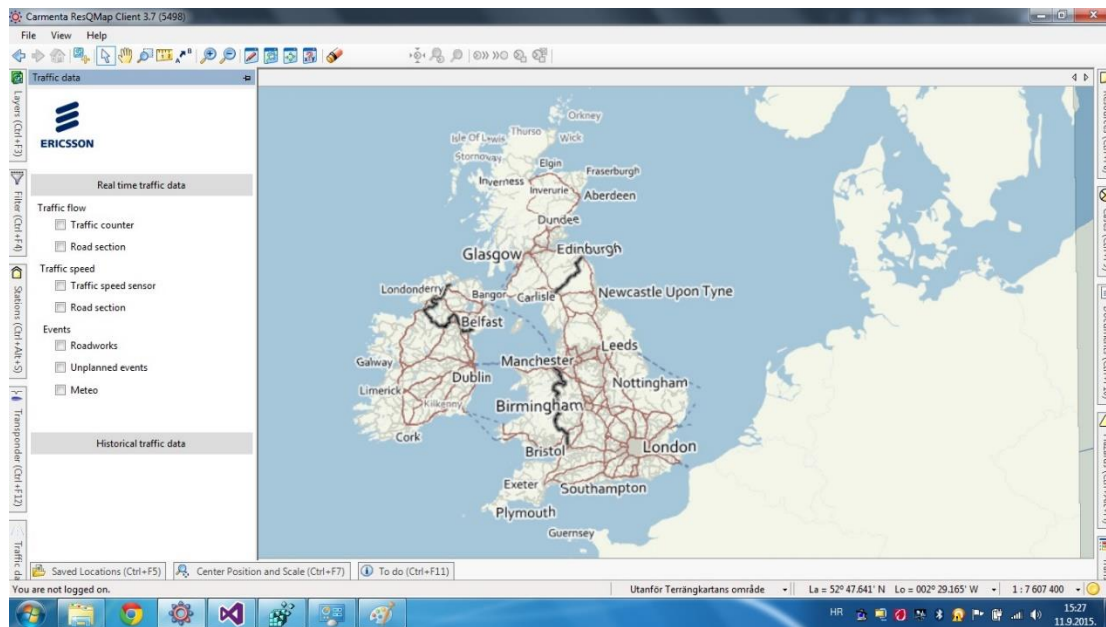 Carmenta ResQMap Client 3.7 (5498)
File View Help
Traffic data
Layers (Ctrl+F3)
Filter (Ctrl+F4)
Stations (Ctrl+Alt+S)
Transponder (Ctrl+F12)
Traffic da
ERICSSON
Real time traffic data
Traffic flow
Traffic counter
Road section
Traffic speed
Traffic speed sensor
Road section
Events
Roadworks
Unplanned events
Meteo
Historical traffic data
Orkney
Isle Of Lewis Thurso Wick
Stornoway
Elgin
Fraserburgh
Inverness
Inverurie
Aberdeen
Dundee
Glasgow
Edinburgh
Londonderry
Bangor
Carlisle
Newcastle Upon Tyne
Belfast
Leeds
Galway
Manchester
Dublin
Nottingham
Limerick
Kilkenny
Birmingham
Cork
Bristol
London
Exeter
Southampton
Plymouth
Guernsey
Saved Locations (Ctrl+F5) Center Position and Scale (Ctrl+F7) To do (Ctrl+F11)
You are not logged on.
Utanför Terrängkartans område La = 52° 47.641' N Lo = 002° 29.165' W 1 : 7 607 400
HR
15:27
11.9.2015.